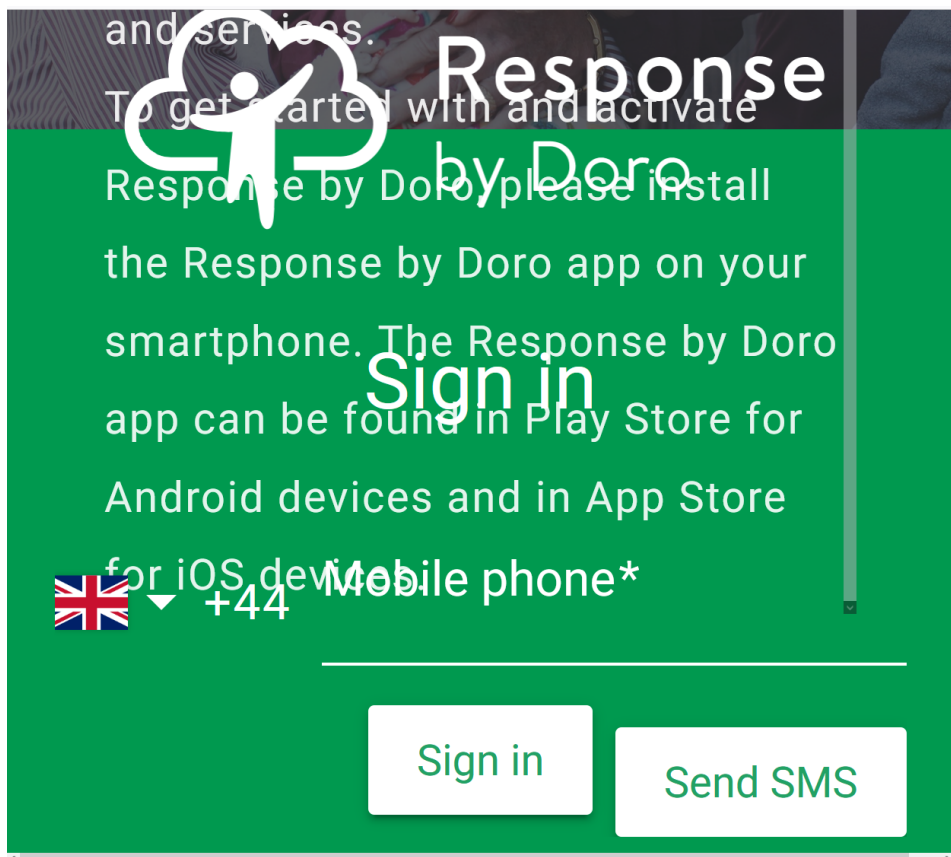 and services.
Response
To get started with and activate
by Doro
Response by Doro, please install
the Response by Doro app on your
smartphone. The Response by Doro
Sign in
app can be found in Play Store for
Android devices and in App Store
for iOS devices.
Mobile phone*
+44
Sign in
Send SMS